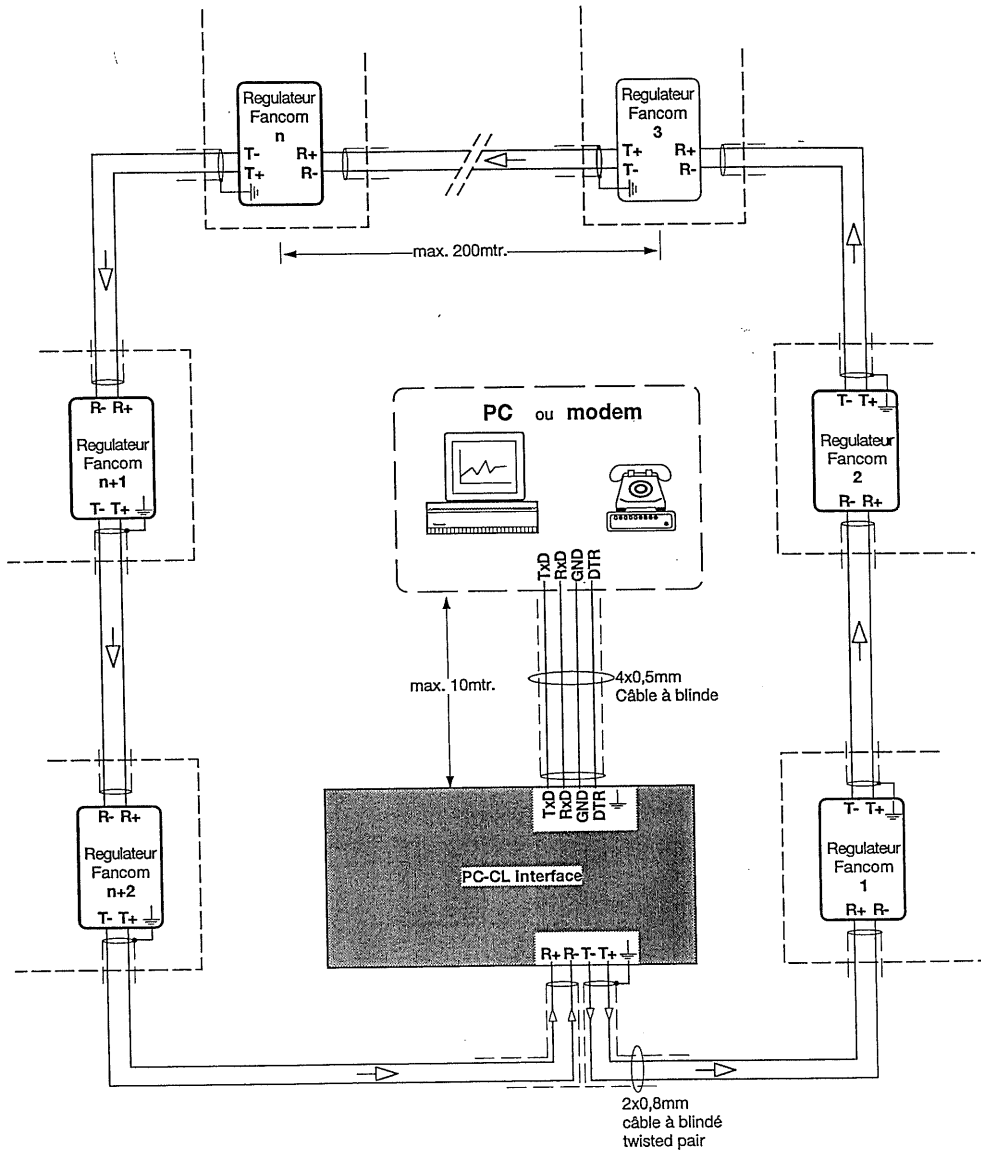 Regulateur
Fancom
n
T- R+
T+ R-
Regulateur
Fancom
3
T+ R+
T- R-
max. 200mtr.
R- R+
Regulateur
Fancom
n+1
T- T+
PC ou modem
TxD
RxD
GND
DTR
T- T+
Regulateur
Fancom
2
R- R+
max. 10mtr.
4x0,5mm
Câble à blinde
R- R+
Regulateur
Fancom
n+2
T- T+
TxD
RxD
GND
DTR
PC-CL interface
R+ R- T- T+
T- T+
Regulateur
Fancom
1
R+ R-
2x0,8mm
câble à blindé
twisted pair